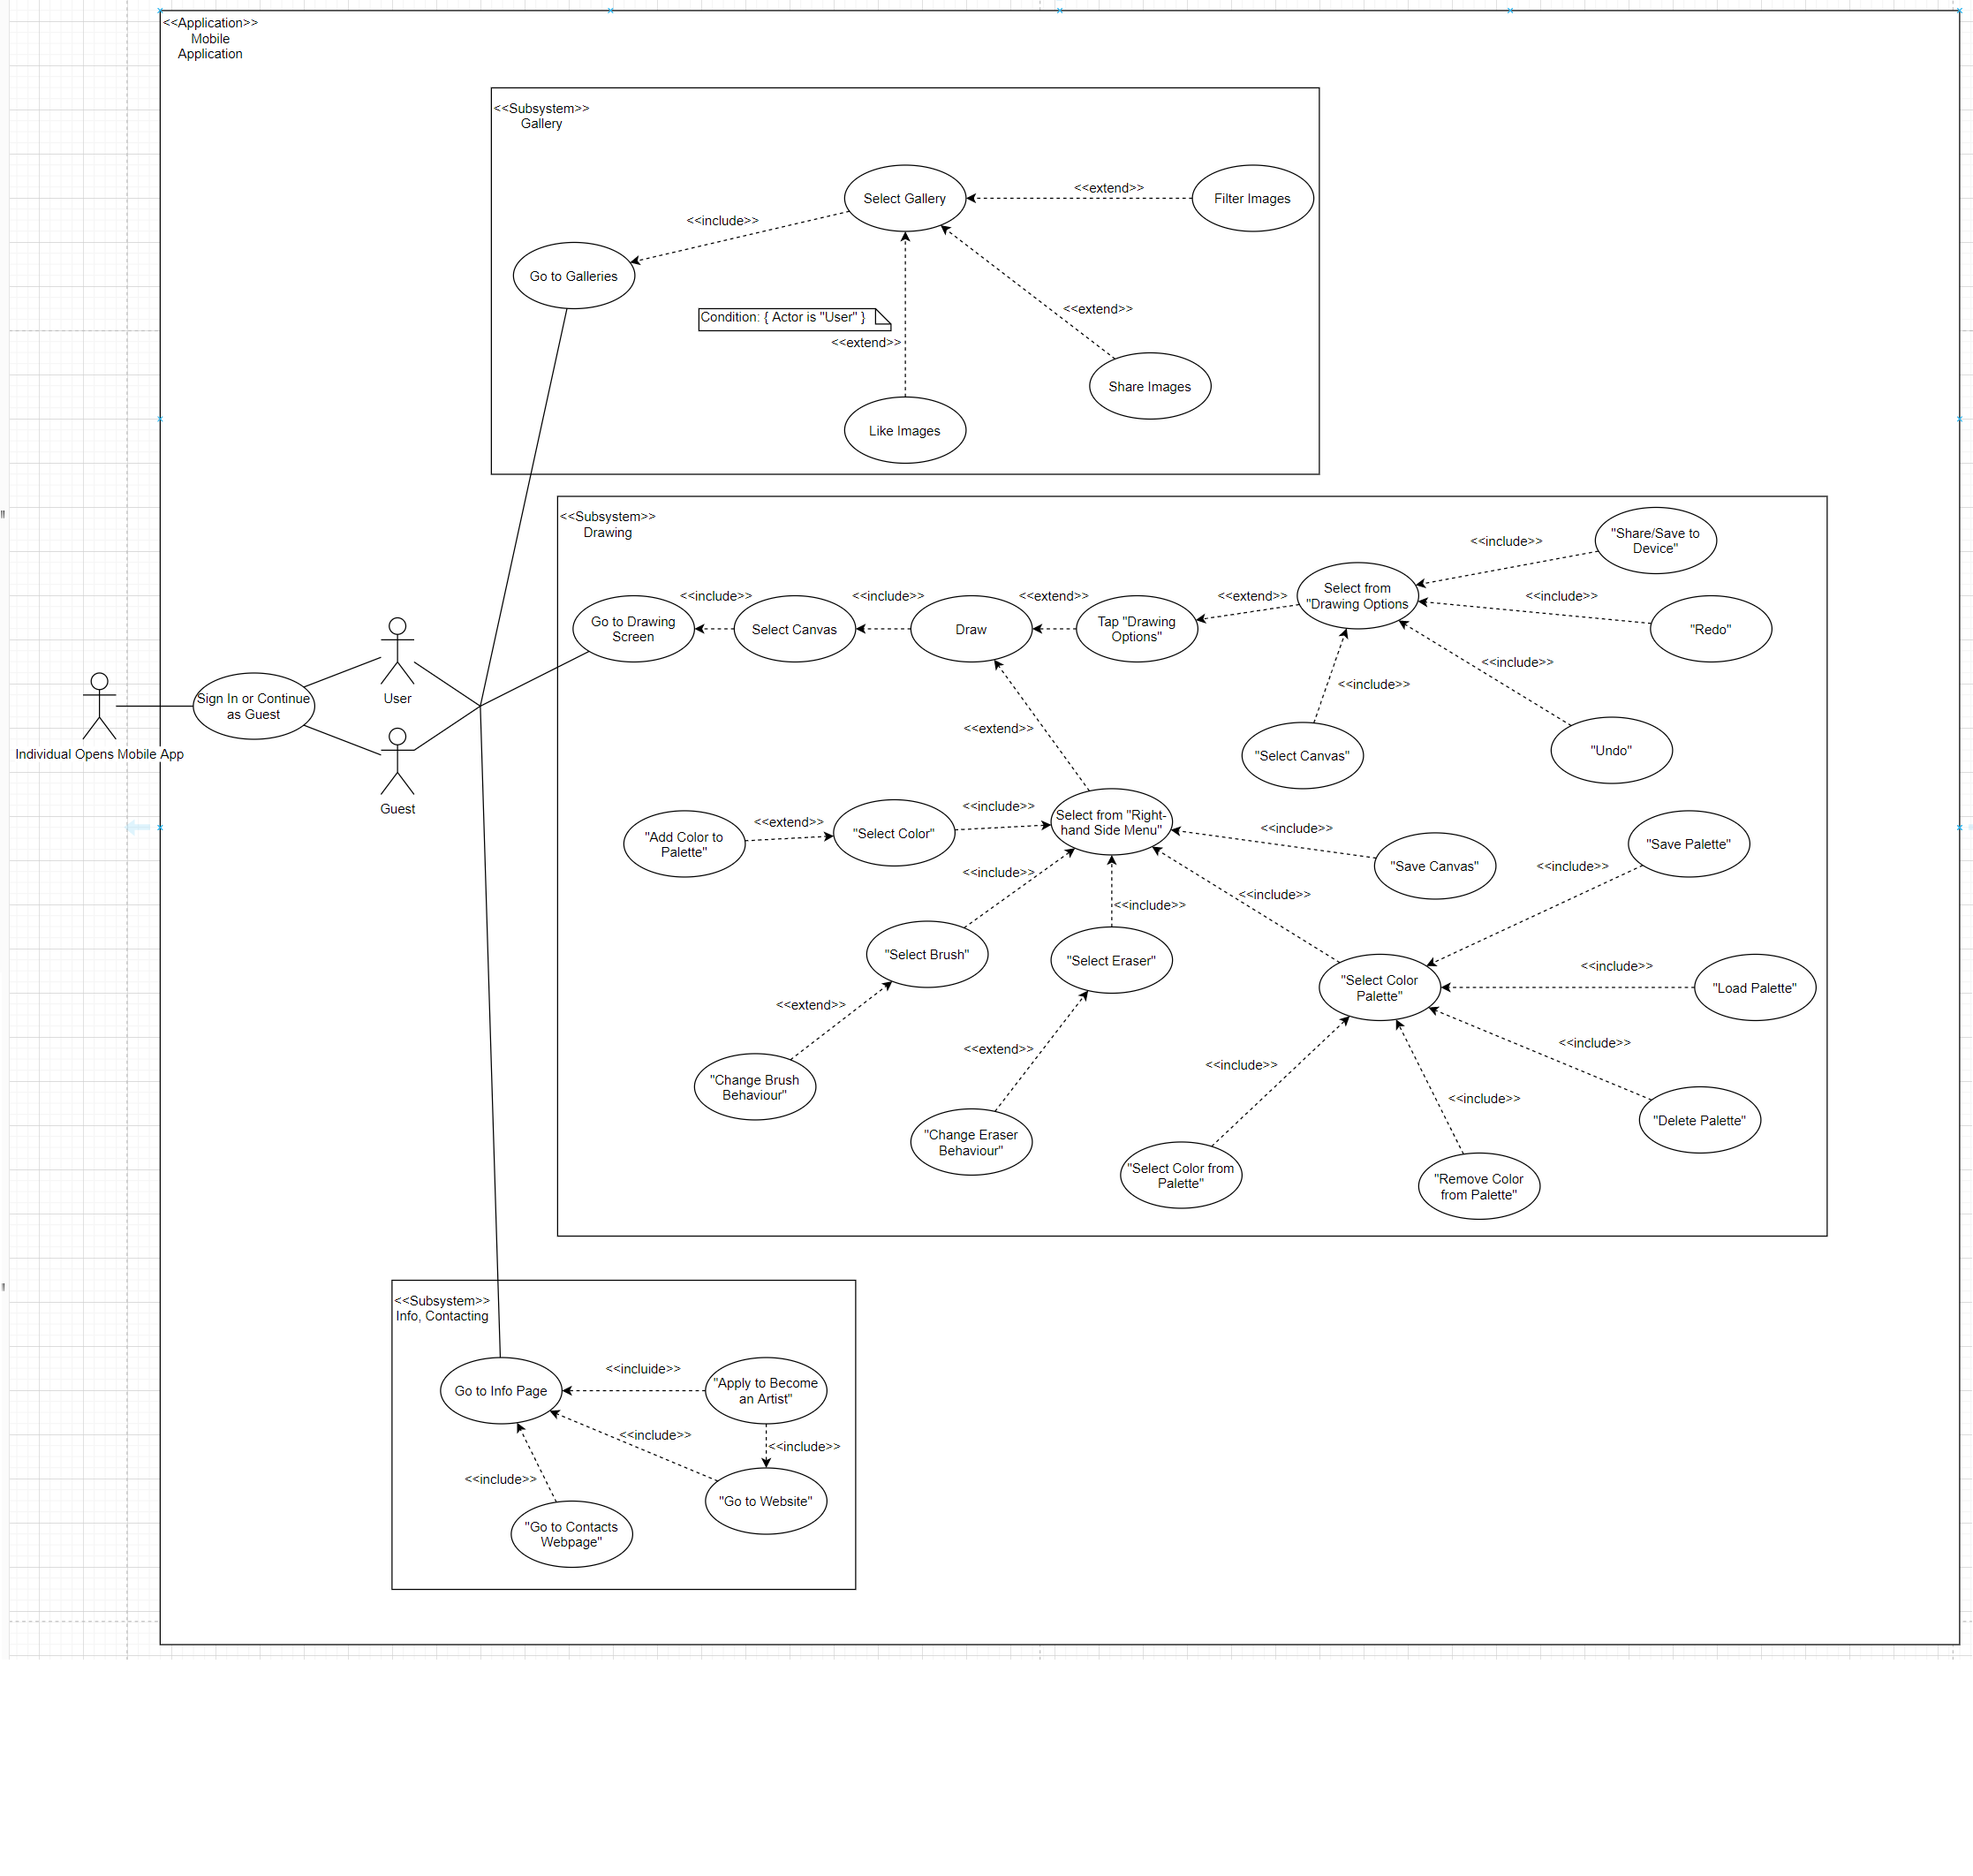 <<Application>>
Mobile
Application
<<Subsystem>>
Gallery
Select Gallery
<<extend>>
Filter Images
<<include>>
Go to Galleries
Condition: { Actor is "User" }
<<extend>>
<<extend>>
Share Images
Like Images
<<Subsystem>>
Drawing
Go to Drawing
Screen
<<include>>
Select Canvas
<<include>>
Draw
<<extend>>
Tap "Drawing
Options"
<<extend>>
Select from
"Drawing Options
<<include>>
"Share/Save to
Device"
<<include>>
"Redo"
<<include>>
"Undo"
<<include>>
"Select Canvas"
<<extend>>
Individual Opens Mobile App
Sign In or Continue
as Guest
User
Guest
"Add Color to
Palette"
<<extend>>
"Select Color"
<<include>>
Select from "Right-
hand Side Menu"
<<include>>
"Save Canvas"
<<include>>
"Save Palette"
<<include>>
"Select Brush"
<<include>>
"Select Eraser"
<<include>>
"Select Color
Palette"
<<include>>
"Load Palette"
<<extend>>
"Change Brush
Behaviour"
<<extend>>
"Change Eraser
Behaviour"
<<include>>
"Select Color from
Palette"
<<include>>
"Remove Color
from Palette"
<<include>>
"Delete Palette"
<<Subsystem>>
Info, Contacting
Go to Info Page
<<incluide>>
"Apply to Become
an Artist"
<<include>>
<<include>>
"Go to Website"
<<include>>
"Go to Contacts
Webpage"